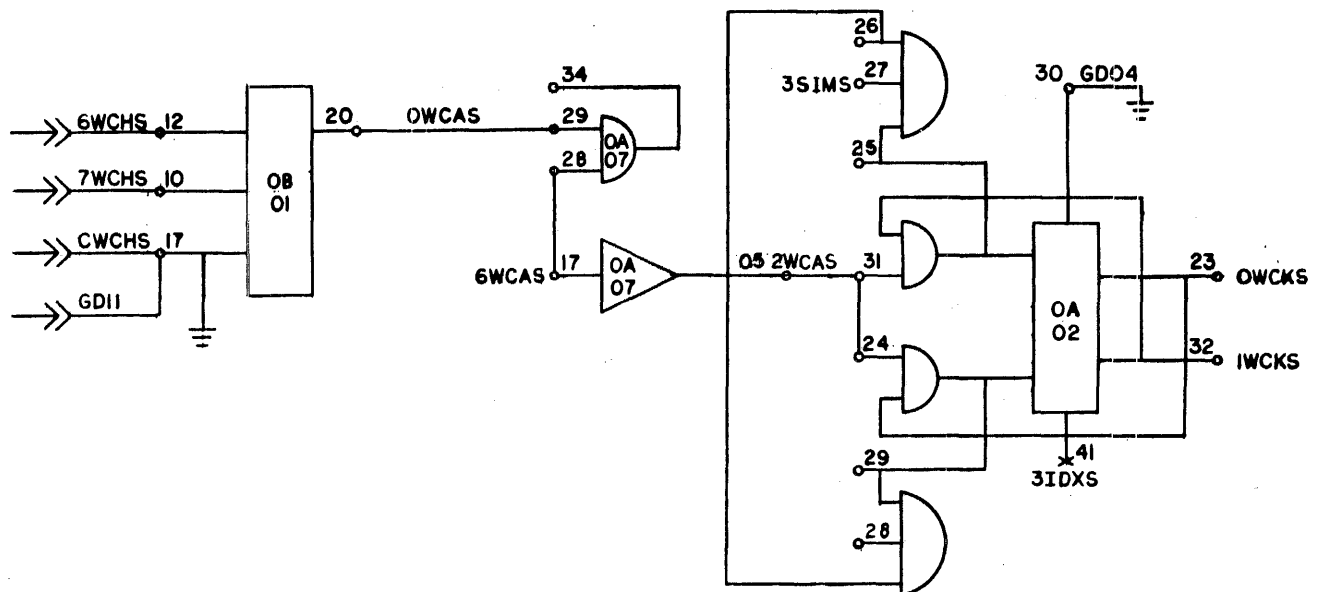 26
3SIMS 27
25
34
30 GD04
6WCHS 12
20 0WCAS 29
0A
07
28
7WCHS 10
0B
01
CWCHS 17
GD11
6WCAS 17
0A
07
05 2WCAS 31
24
0A
02
23
0WCKS
32
1WCKS
41
3IDXS
29
28